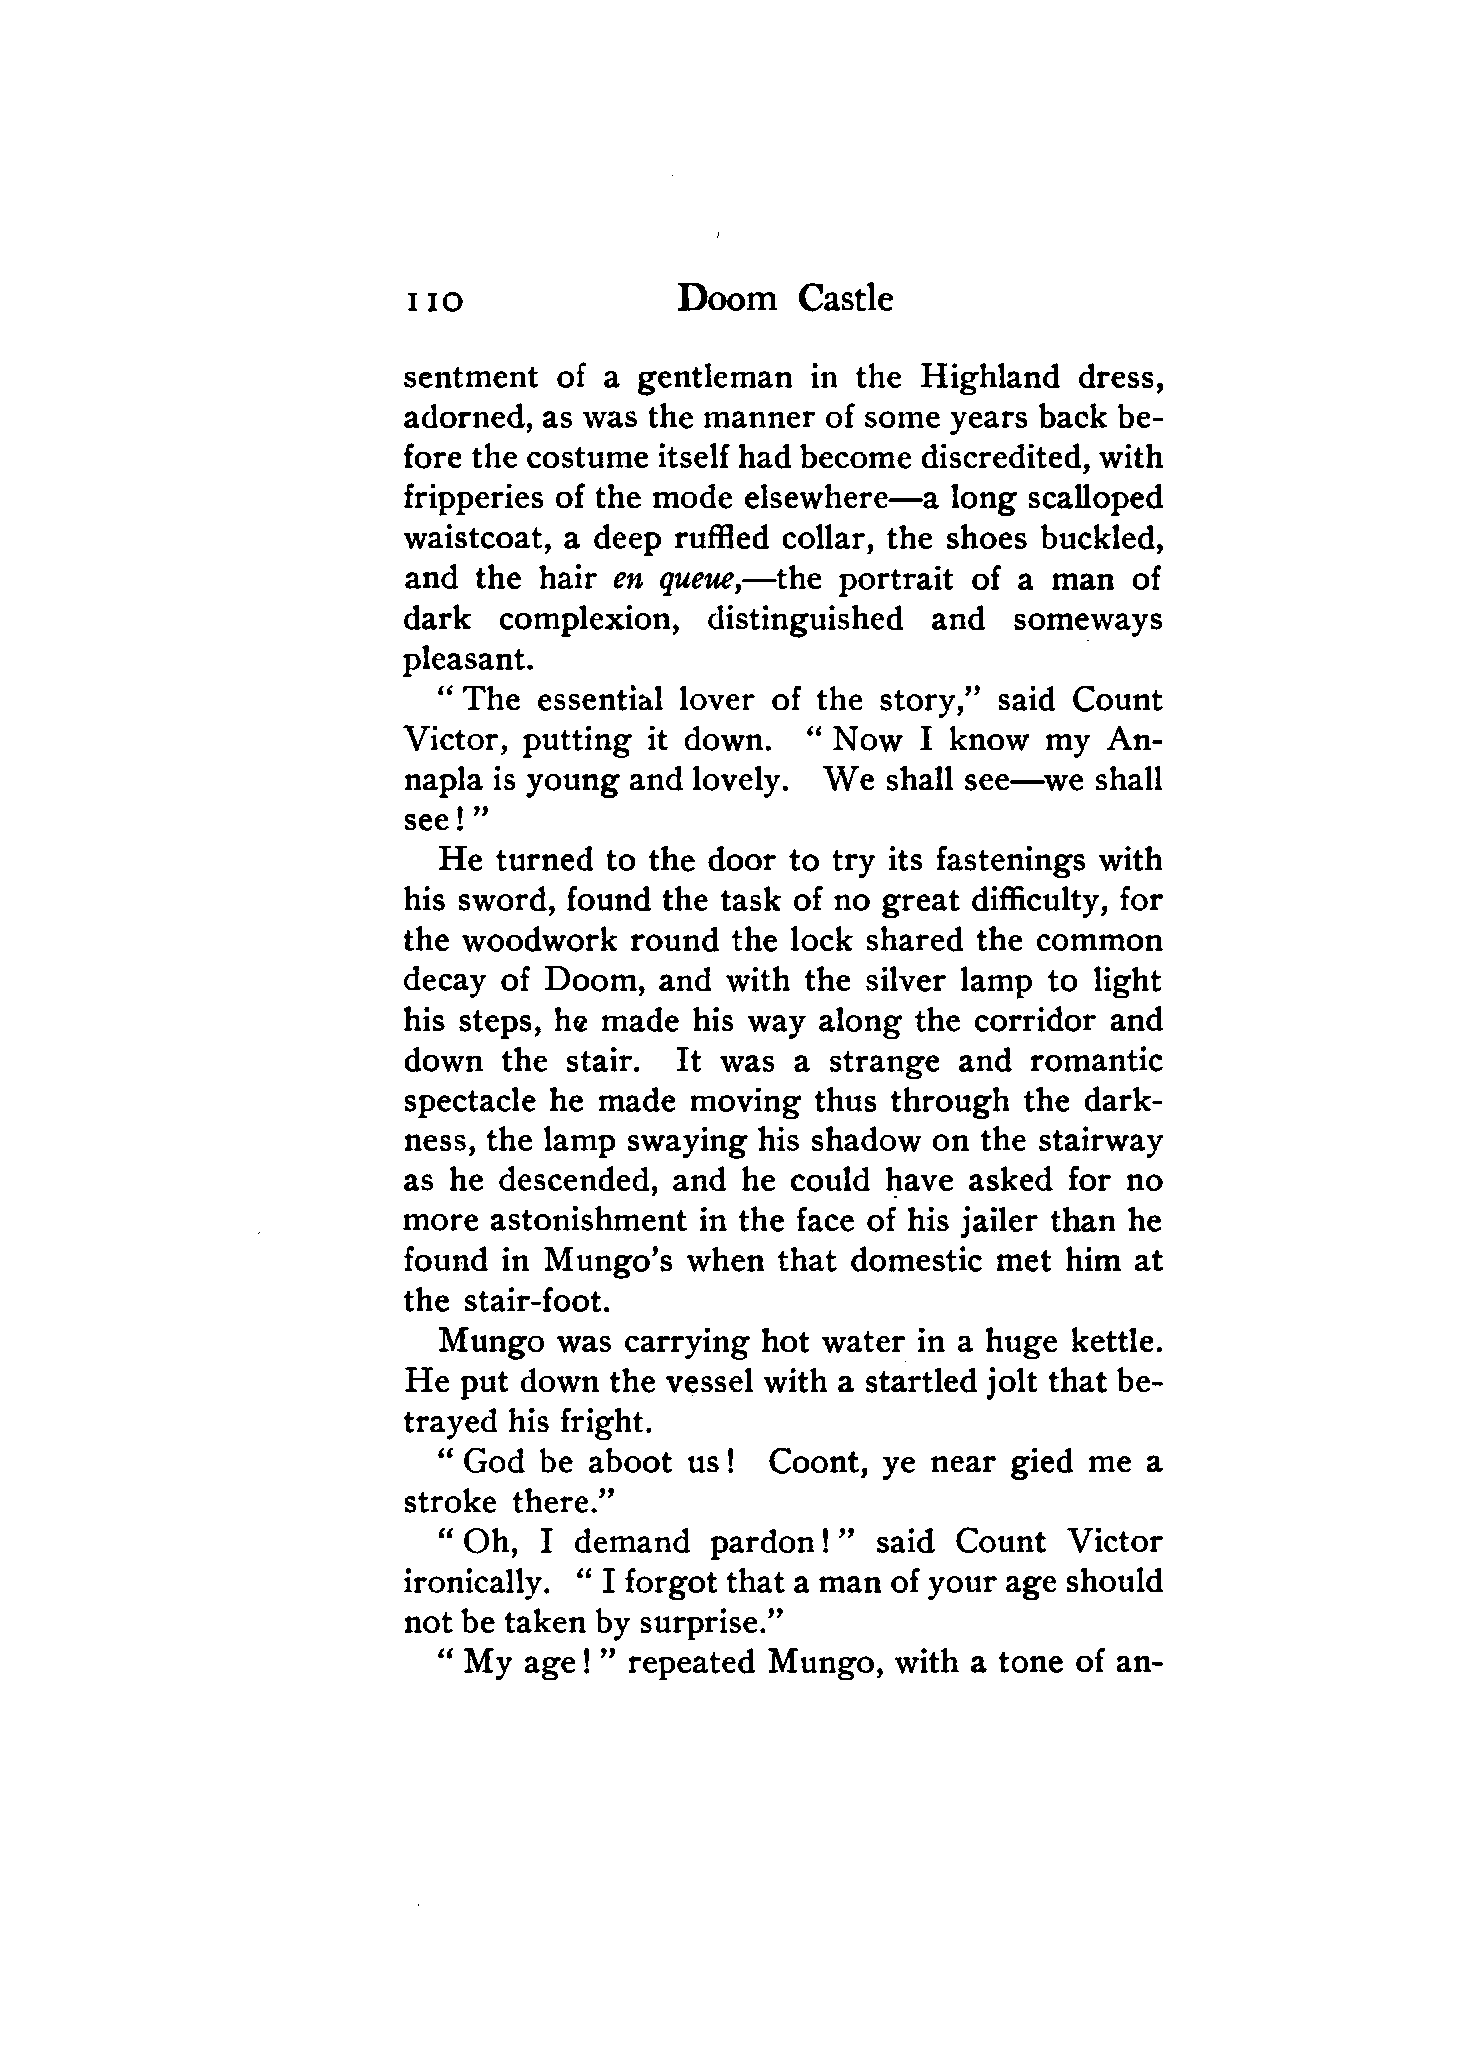 110 Doom Castle
sentment of a gentleman in the Highland dress,
adorned, as was the manner of some years back be-
fore the costume itself had become discredited, with
fripperies of the mode elsewhere—a long scalloped
waistcoat, a deep ruffled collar, the shoes buckled,
and the hair en queue,—the portrait of a man of
dark complexion, distinguished and someways
pleasant.
" The essential lover of the story," said Count
Victor, putting it down. " Now I know my An-
napla is young and lovely. We shall see—we shall
see! "
He turned to the door to try its fastenings with
his sword, found the task of no great difficulty, for
the woodwork round the lock shared the common
decay of Doom, and with the silver lamp to light
his steps, he made his way along the corridor and
down the stair. It was a strange and romantic
spectacle he made moving thus through the dark-
ness, the lamp swaying his shadow on the stairway
as he descended, and he could have asked for no
more astonishment in the face of his jailer than he
found in Mungo's when that domestic met him at
the stair-foot.
Mungo was carrying hot water in a huge kettle.
He put down the vessel with a startled jolt that be-
trayed his fright.
" God be aboot us! Coont, ye near gied me a
stroke there."
" Oh, I demand pardon! " said Count Victor
ironically. " I forgot that a man of your age should
not be taken by surprise."
" My age! " repeated Mungo, with a tone of an-